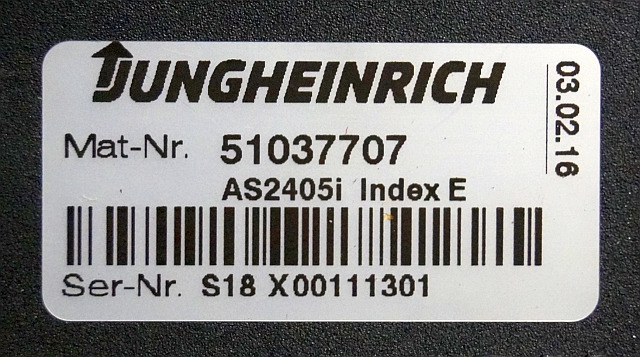 JUNGHEINRICH
Mat-Nr. 51037707
AS2405i Index E
Ser-Nr. S18 X00111301
03.02.16